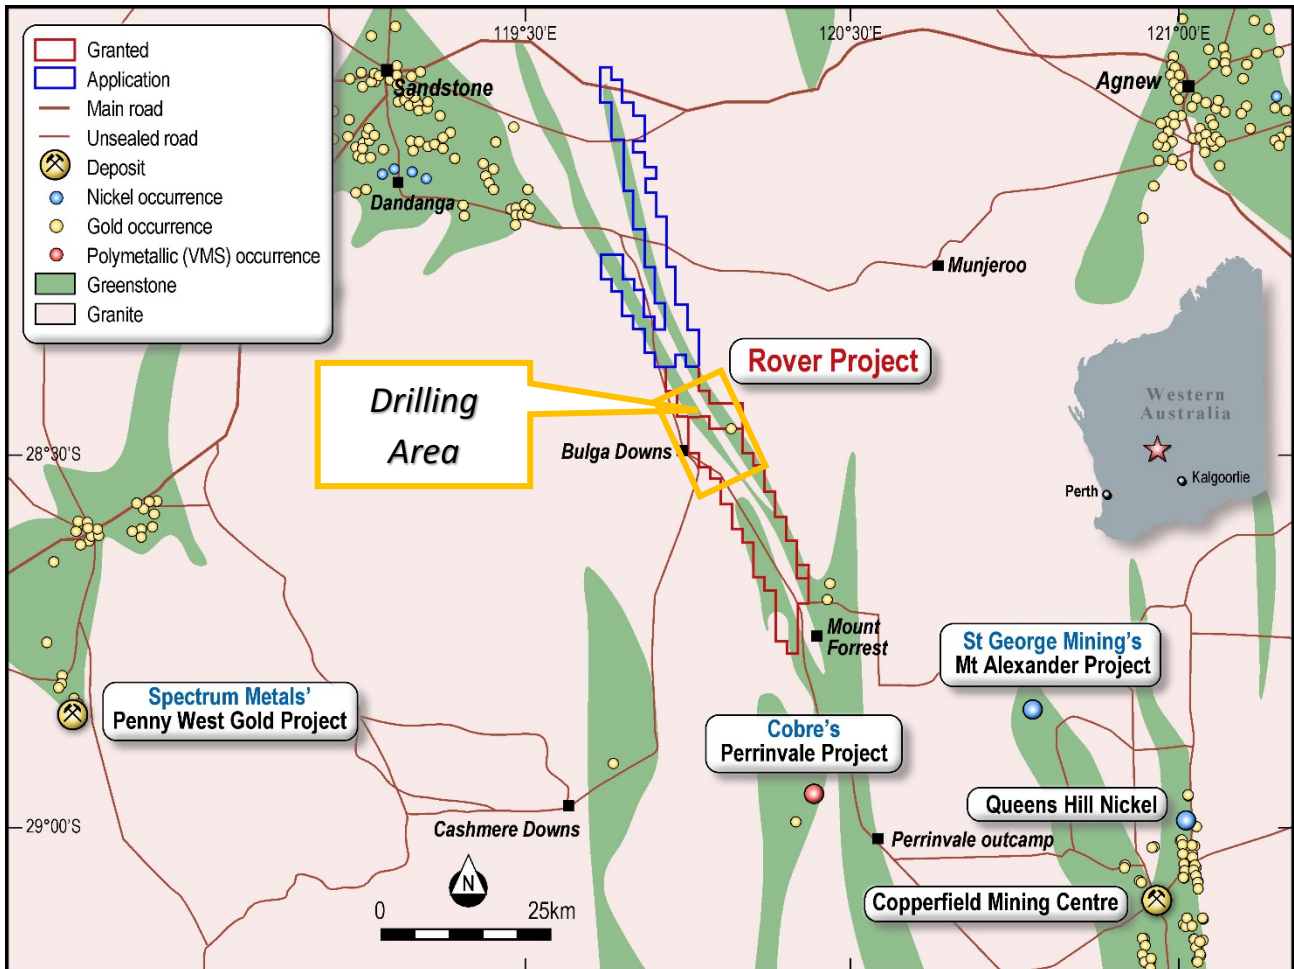 119°30'E
120°30'E
121°00'E
Granted
Application
Main road
Unsealed road
Deposit
Nickel occurrence
Gold occurrence
Polymetallic (VMS) occurrence
Greenstone
Granite
Sandstone
Agnew
Dandanga
Munjeroo
Rover Project
Drilling
Area
Bulga Downs
28°30'S
Western
Australia
Kalgoorlie
Perth
Mount
Forrest
St George Mining's
Mt Alexander Project
Spectrum Metals'
Penny West Gold Project
Cobre's
Perrinvale Project
Queens Hill Nickel
29°00'S
Cashmere Downs
Perrinvale outcamp
N
Copperfield Mining Centre
0 25km